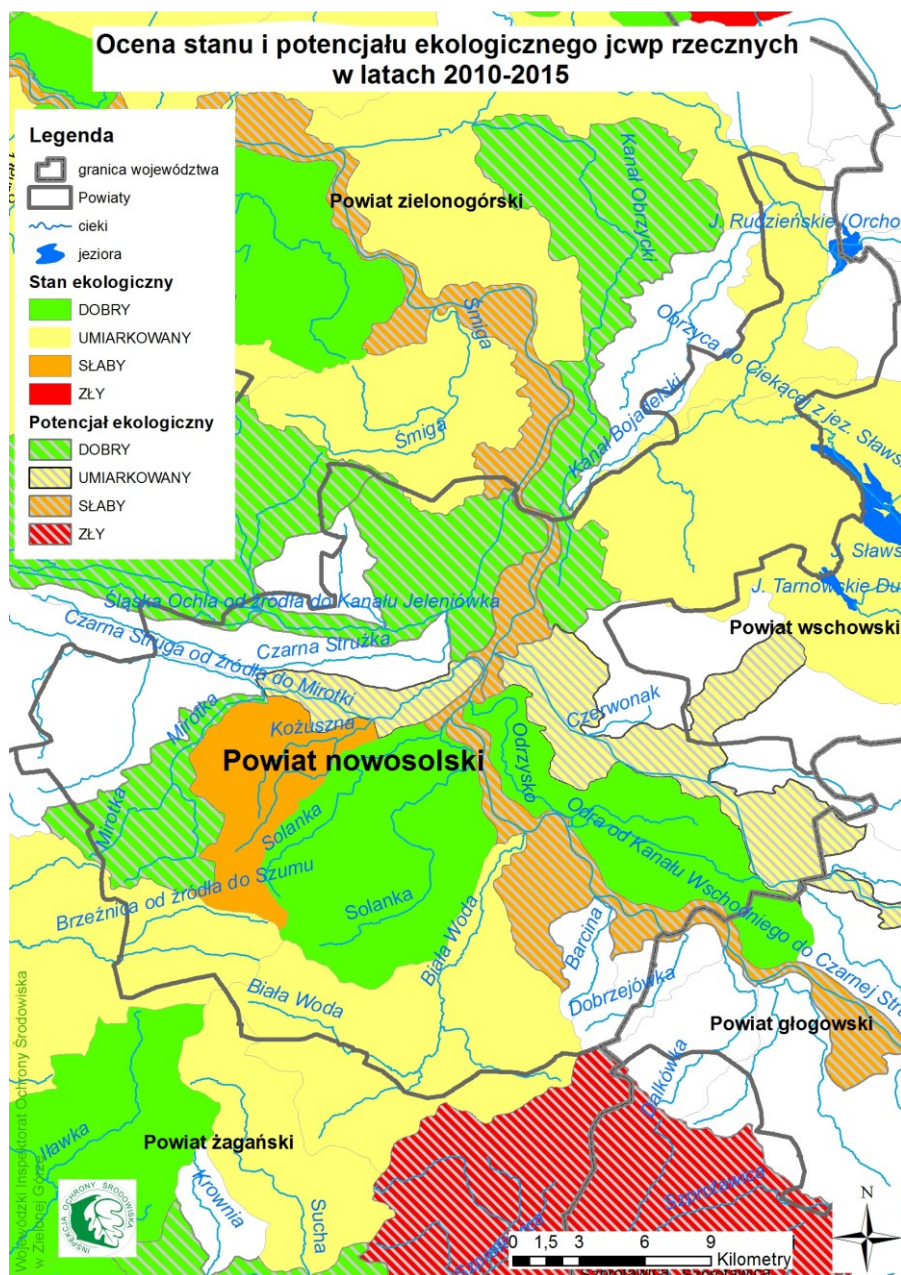 Ocena stanu i potencjału ekologicznego jcwp rzecznych
w latach 2010-2015
Legenda
granica województwa
Powiaty
cieki
jeziora
Stan ekologiczny
DOBRY
UMIARKOWANY
SŁABY
ZŁY
Potencjał ekologiczny
DOBRY
UMIARKOWANY
SŁABY
ZŁY
Powiat zielonogórski
Kanał Obrzycki
J. Rudzieńskie (Orcho
Śmiga
Obrzyca do Ciekącej z jez. Sławsk
Śmiga
Kanał Bojadelski
J. Sławs
J. Tarnowskie Du
Śląska Ochla od źródła do Kanału Jeleniówka
Powiat wschowski
Czarna Strużka
Czarna Struga od źródła do Mirotki
Mirotka
Kożuszna
Czerwonak
Odrzysko
Powiat nowosolski
Mirotka
Solanka
Odra od Kanału Wschodniego do Czarnej Stru
Brzeźnica od źródła do Szumu
Solanka
Biała Woda
Barcina
Biała Woda
Dobrzejówka
Powiat głogowski
Dalkówka
Iławka
Powiat żagański
Krownia
Sucha
Szprotawica
0 1,5 3 6 9
Kilometry
N
INSPEKCJA OCHRONY ŚRODOWISKA
Wojewódzki Inspektorat Ochrony Środowiska
w Zielonej Górze